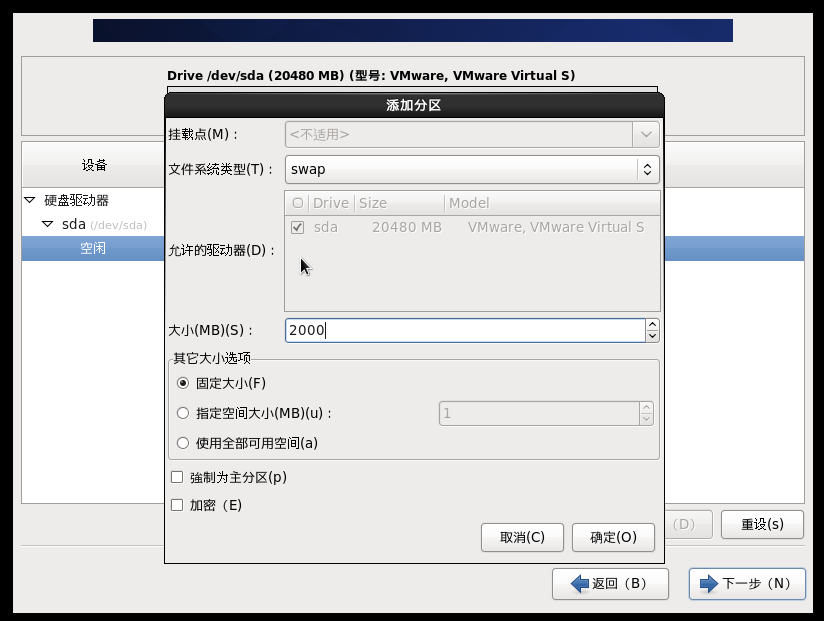 Drive /dev/sda (20480 MB) (型号: VMware, VMware Virtual S)
添加分区
挂载点(M)：
<不适用>
文件系统类型(T)：
swap
设备
Drive Size Model
硬盘驱动器
sda (/dev/sda)
sda 20480 MB VMware, VMware Virtual S
空闲
允许的驱动器(D)：
大小(MB)(S)：
2000
其它大小选项
固定大小(F)
指定空间大小(MB)(u)：
1
使用全部可用空间(a)
強制为主分区(p)
加密（E)
（D）
重设(s)
取消(C)
确定(O)
返回（B）
下一步（N）